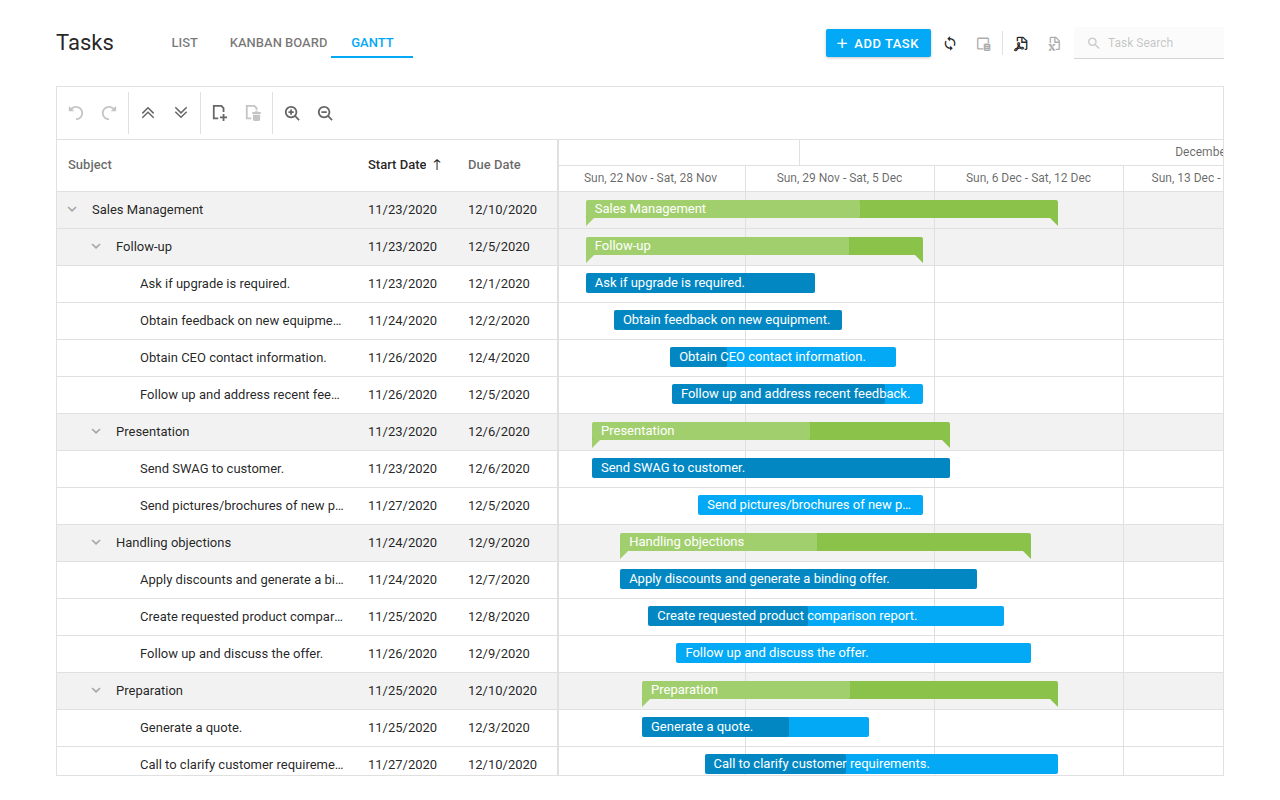 Tasks LIST KANBAN BOARD GANTT ADD TASK Task Search
Decembe
Subject Start Date ↑ Due Date
Sun, 22 Nov - Sat, 28 Nov Sun, 29 Nov - Sat, 5 Dec Sun, 6 Dec - Sat, 12 Dec Sun, 13 Dec -
Sales Management 11/23/2020 12/10/2020 Sales Management
Follow-up 11/23/2020 12/5/2020 Follow-up
Ask if upgrade is required. 11/23/2020 12/1/2020 Ask if upgrade is required.
Obtain feedback on new equipme... 11/24/2020 12/2/2020 Obtain feedback on new equipment.
Obtain CEO contact information. 11/26/2020 12/4/2020 Obtain CEO contact information.
Follow up and address recent fee... 11/26/2020 12/5/2020 Follow up and address recent feedback.
Presentation 11/23/2020 12/6/2020 Presentation
Send SWAG to customer. 11/23/2020 12/6/2020 Send SWAG to customer.
Send pictures/brochures of new p... 11/27/2020 12/5/2020 Send pictures/brochures of new p...
Handling objections 11/24/2020 12/9/2020 Handling objections
Apply discounts and generate a bi... 11/24/2020 12/7/2020 Apply discounts and generate a binding offer.
Create requested product compar... 11/25/2020 12/8/2020 Create requested product comparison report.
Follow up and discuss the offer. 11/26/2020 12/9/2020 Follow up and discuss the offer.
Preparation 11/25/2020 12/10/2020 Preparation
Generate a quote. 11/25/2020 12/3/2020 Generate a quote.
Call to clarify customer requireme... 11/27/2020 12/10/2020 Call to clarify customer requirements.